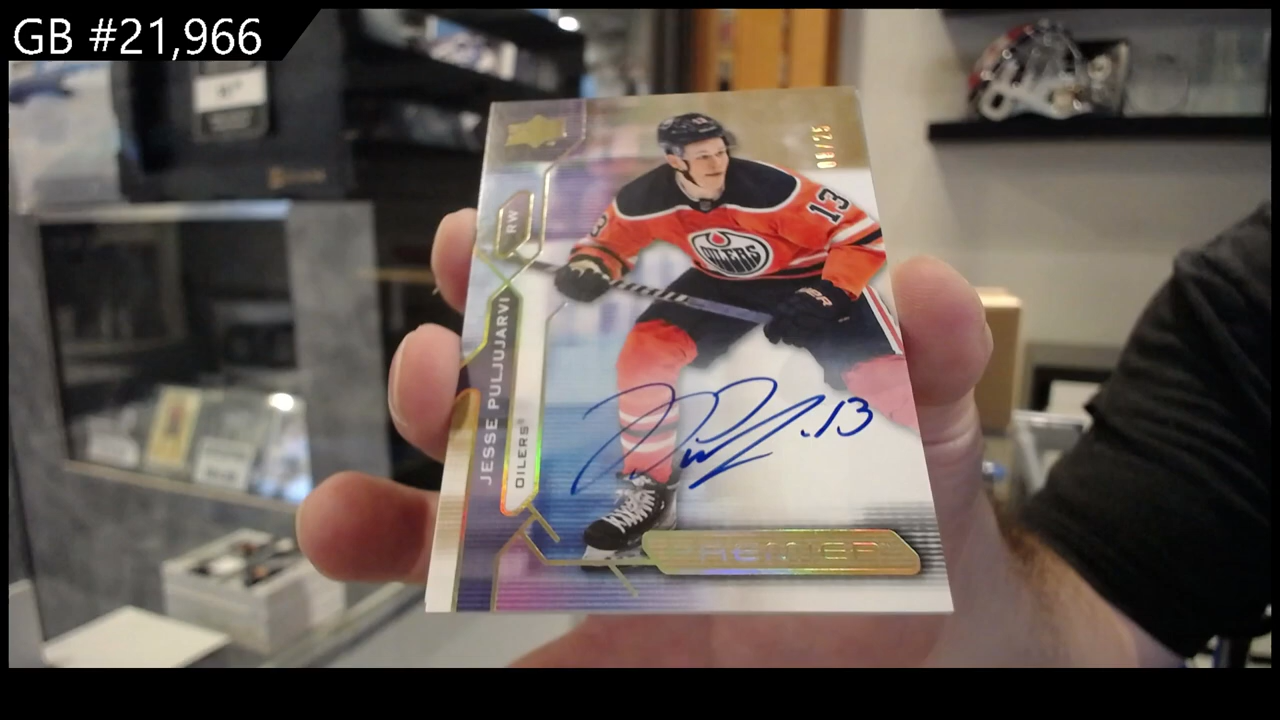 GB #21,966
RW
JESSE PULJUJARVI
OILERS
13
OILERS
.13
PREMIER